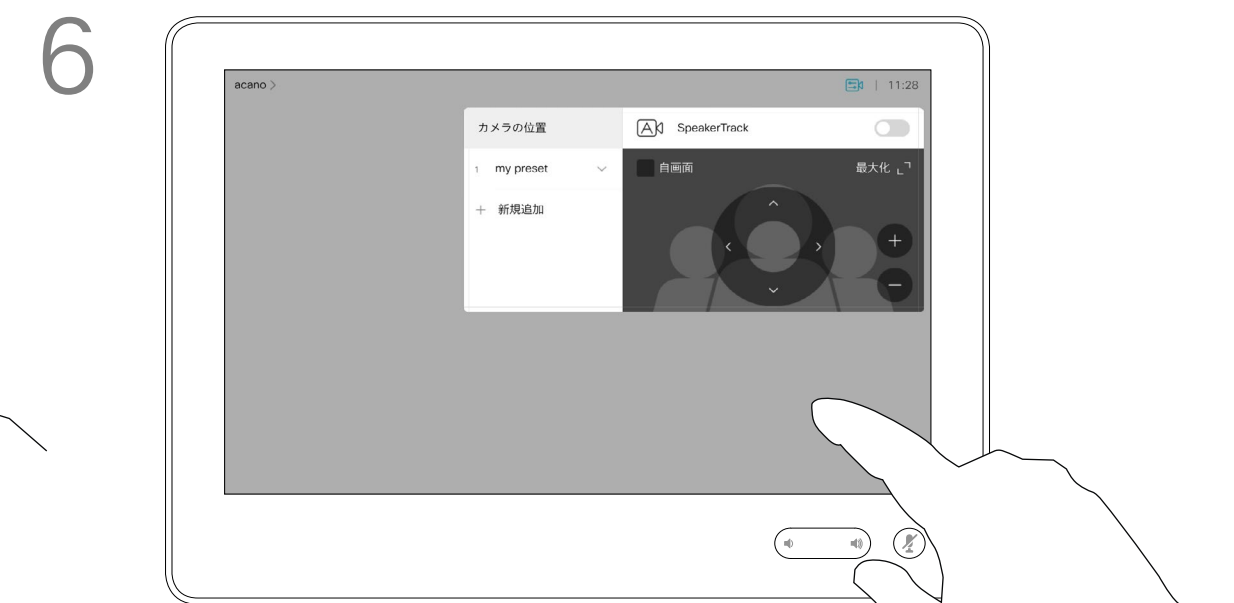 6
acano >
11:28
カメラの位置
SpeakerTrack
1 my preset
自画面
最大化
+ 新規追加